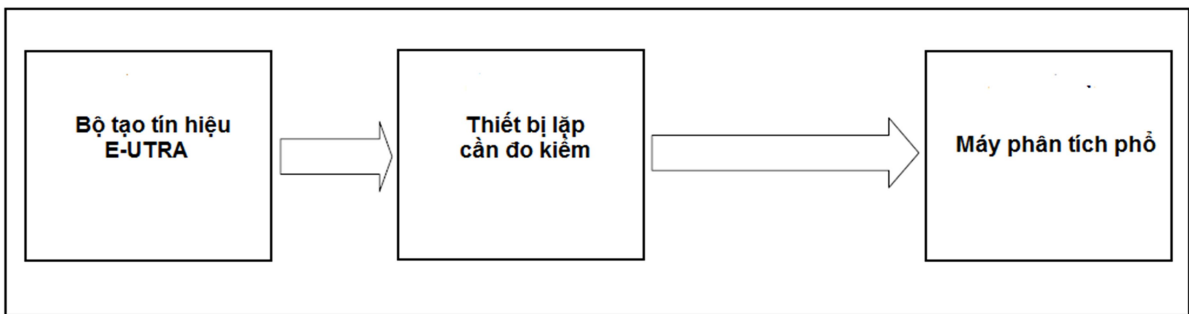 Bộ tạo tín hiệu
E-UTRA
Thiết bị lặp
cần đo kiểm
Máy phân tích phổ